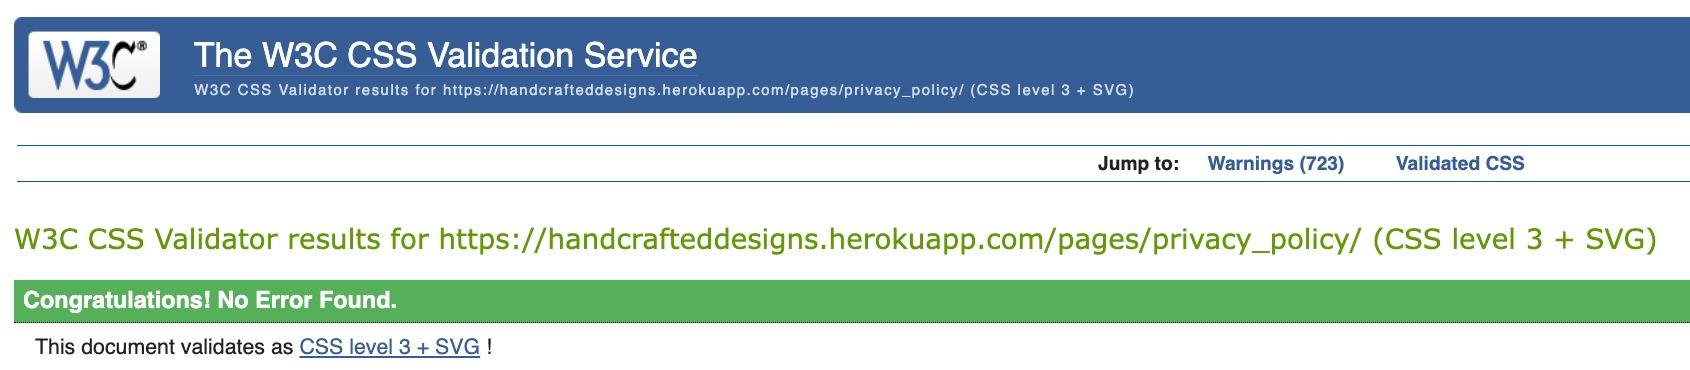 W3C®
The W3C CSS Validation Service
W3C CSS Validator results for https://handcrafteddesigns.herokuapp.com/pages/privacy_policy/ (CSS level 3 + SVG)
Jump to: Warnings (723) Validated CSS
W3C CSS Validator results for https://handcrafteddesigns.herokuapp.com/pages/privacy_policy/ (CSS level 3 + SVG)
Congratulations! No Error Found.
This document validates as CSS level 3 + SVG !